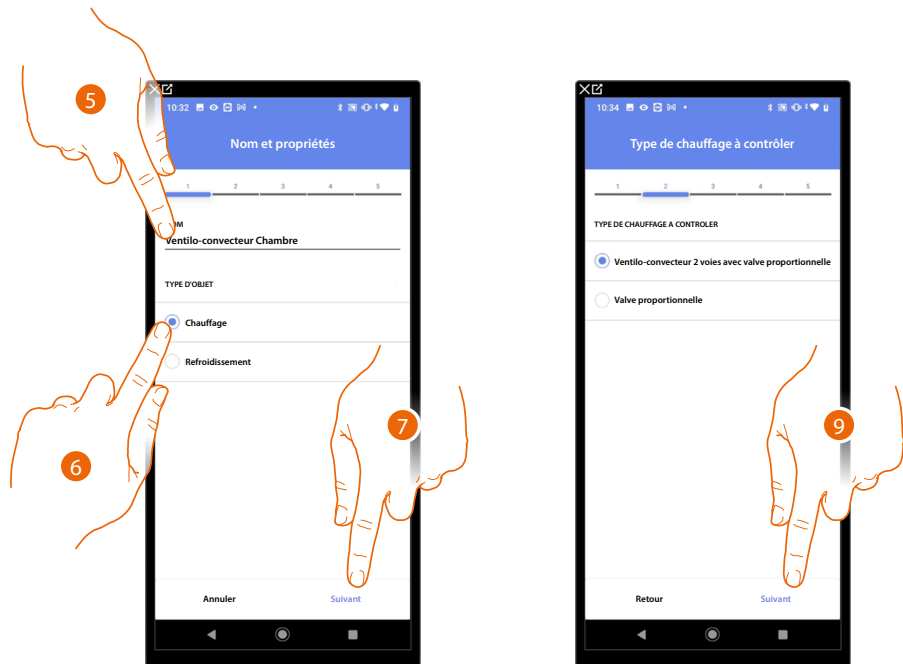 5
10:32
Nom et propriétés
1 2 3 4 5
NOM
Ventilo-convecteur Chambre
TYPE D'OBJET
Chauffage
Refroidissement
6
7
Annuler Suivant
10:34
Type de chauffage à contrôler
1 2 3 4 5
TYPE DE CHAUFFAGE A CONTROLER
Ventilo-convecteur 2 voies avec valve proportionnelle
Valve proportionnelle
9
Retour Suivant